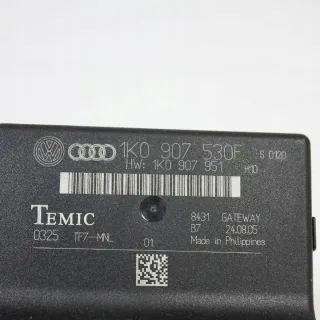 1K0 907 530F S 0120
HW: 1K0 907 951 H10
TEMIC
8431 GATEWAY
0325 TF7-MNL 01 B7 24.08.05
Made in Philippines